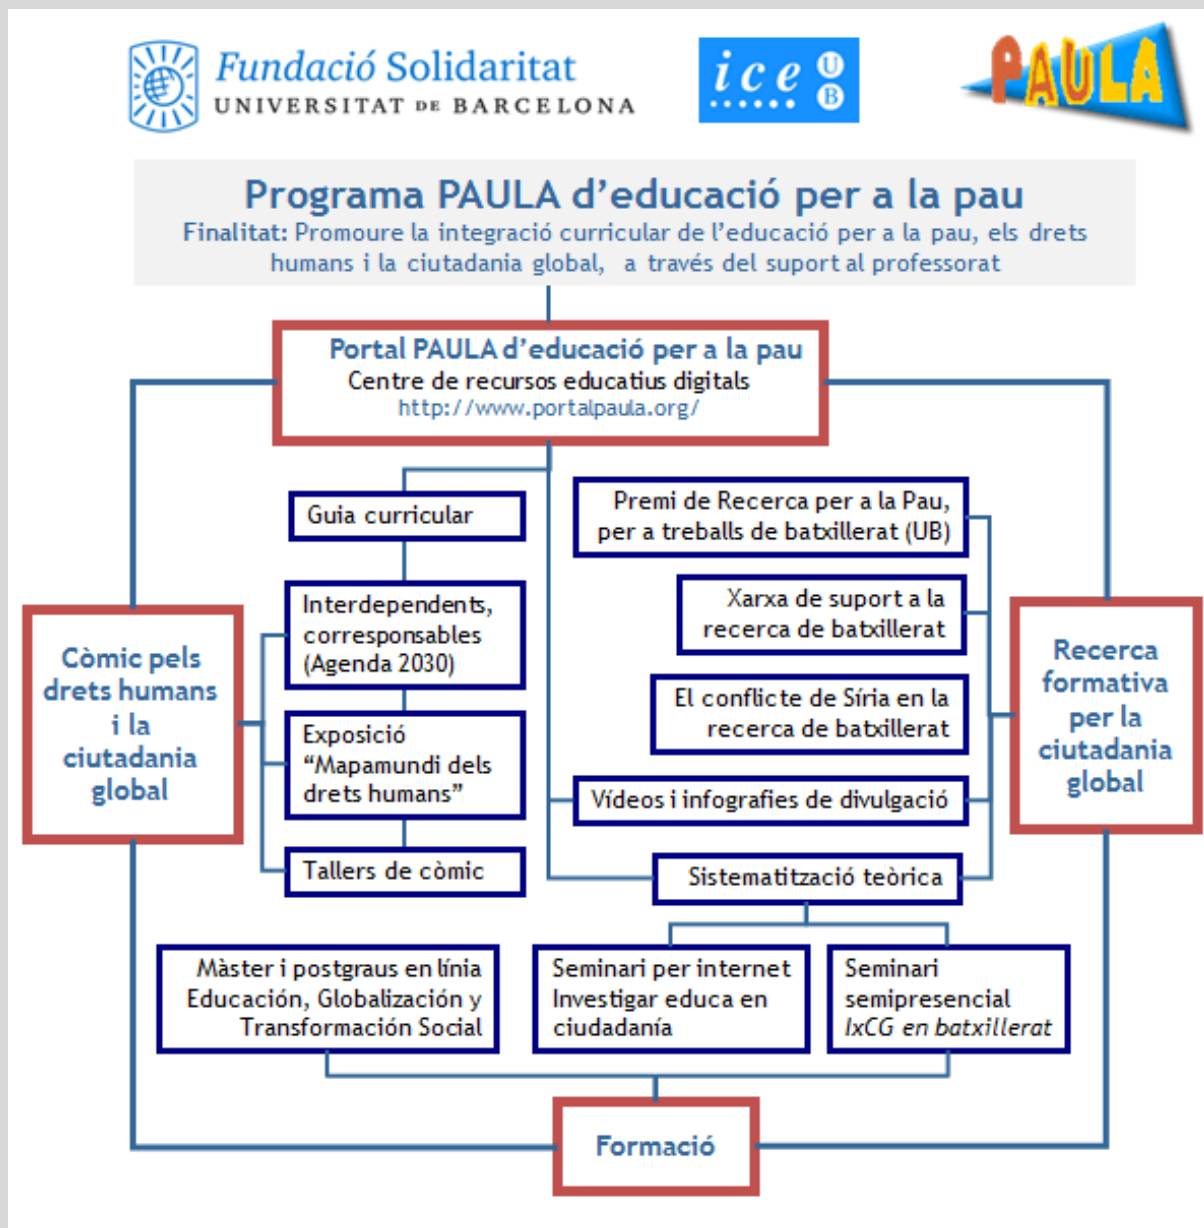 Fundació Solidaritat
UNIVERSITAT DE BARCELONA
ice UB
PAULA
Programa PAULA d’educació per a la pau
Finalitat: Promoure la integració curricular de l’educació per a la pau, els drets
humans i la ciutadania global, a través del suport al professorat
Portal PAULA d’educació per a la pau
Centre de recursos educatius digitals
http://www.portalpaula.org/
Guia curricular
Premi de Recerca per a la Pau,
per a treballs de batxillerat (UB)
Interdependents,
corresponsables
(Agenda 2030)
Xarxa de suport a la
recerca de batxillerat
Còmic pels
drets humans
i la
ciutadania
global
Recerca
formativa
per la
ciutadania
global
El conflicte de Síria en la
recerca de batxillerat
Exposició
“Mapamundi dels
drets humans”
Vídeos i infografies de divulgació
Tallers de còmic
Sistematització teòrica
Màster i postgraus en línia
Educación, Globalización y
Transformación Social
Seminari per internet
Investigar educa en
ciudadanía
Seminari
semipresencial
IxCG en batxillerat
Formació